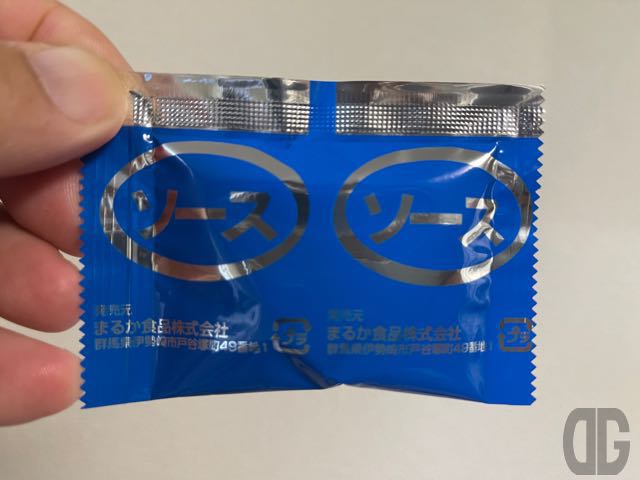 ソース
ソース
発売元
まるか食品株式会社
群馬県伊勢崎市戸谷塚町49番地1
プラ
発売元
まるか食品株式会社
群馬県伊勢崎市戸谷塚町49番地1
プラ
DG